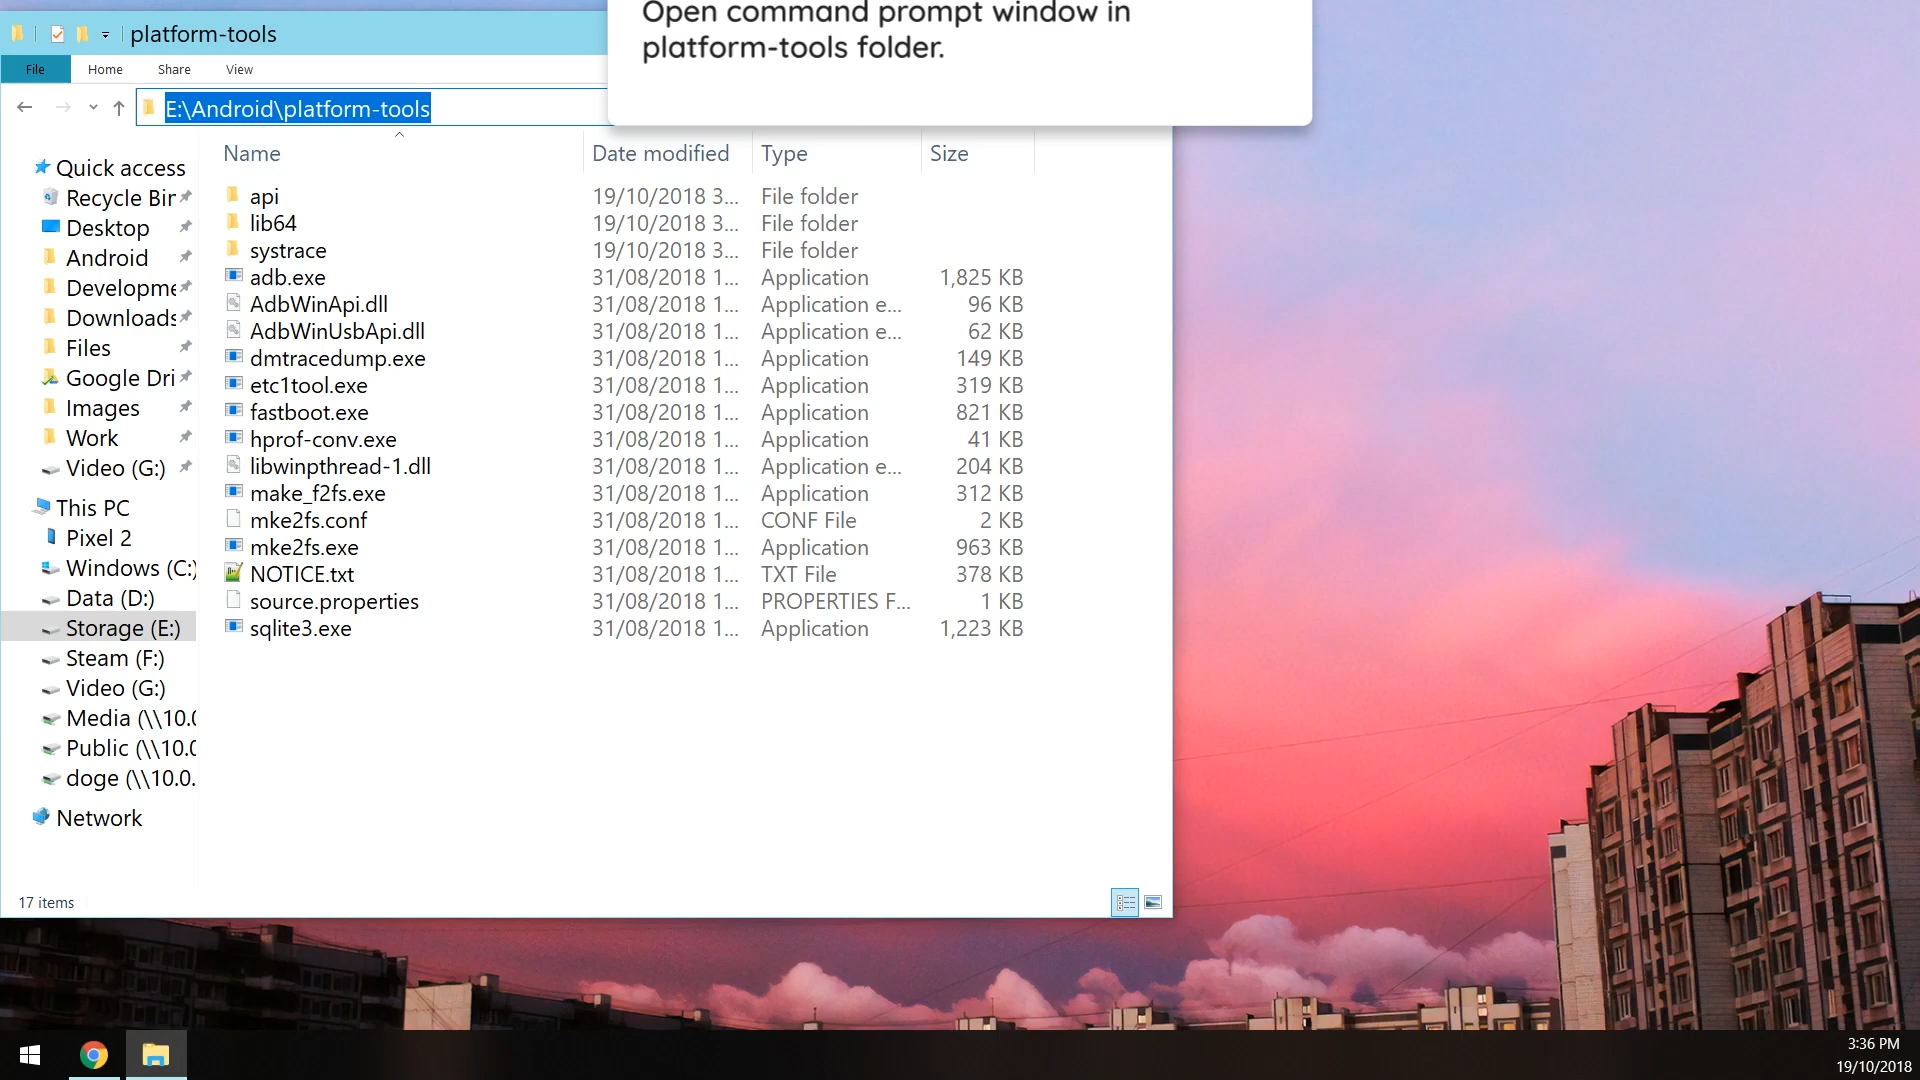 Open command prompt window in
platform-tools folder.
platform-tools
File Home Share View
E:\Android\platform-tools
Name Date modified Type Size
Quick access
Recycle Bin
Desktop
Android
Developme
Downloads
Files
Google Dri
Images
Work
Video (G:)
This PC
Pixel 2
Windows (C:)
Data (D:)
Storage (E:)
Steam (F:)
Video (G:)
Media (\\10.0
Public (\\10.0
doge (\\10.0.
Network
api 19/10/2018 3... File folder
lib64 19/10/2018 3... File folder
systrace 19/10/2018 3... File folder
adb.exe 31/08/2018 1... Application 1,825 KB
AdbWinApi.dll 31/08/2018 1... Application e... 96 KB
AdbWinUsbApi.dll 31/08/2018 1... Application e... 62 KB
dmtracedump.exe 31/08/2018 1... Application 149 KB
etc1tool.exe 31/08/2018 1... Application 319 KB
fastboot.exe 31/08/2018 1... Application 821 KB
hprof-conv.exe 31/08/2018 1... Application 41 KB
libwinpthread-1.dll 31/08/2018 1... Application e... 204 KB
make_f2fs.exe 31/08/2018 1... Application 312 KB
mke2fs.conf 31/08/2018 1... CONF File 2 KB
mke2fs.exe 31/08/2018 1... Application 963 KB
NOTICE.txt 31/08/2018 1... TXT File 378 KB
source.properties 31/08/2018 1... PROPERTIES F... 1 KB
sqlite3.exe 31/08/2018 1... Application 1,223 KB
17 items
3:36 PM
19/10/2018